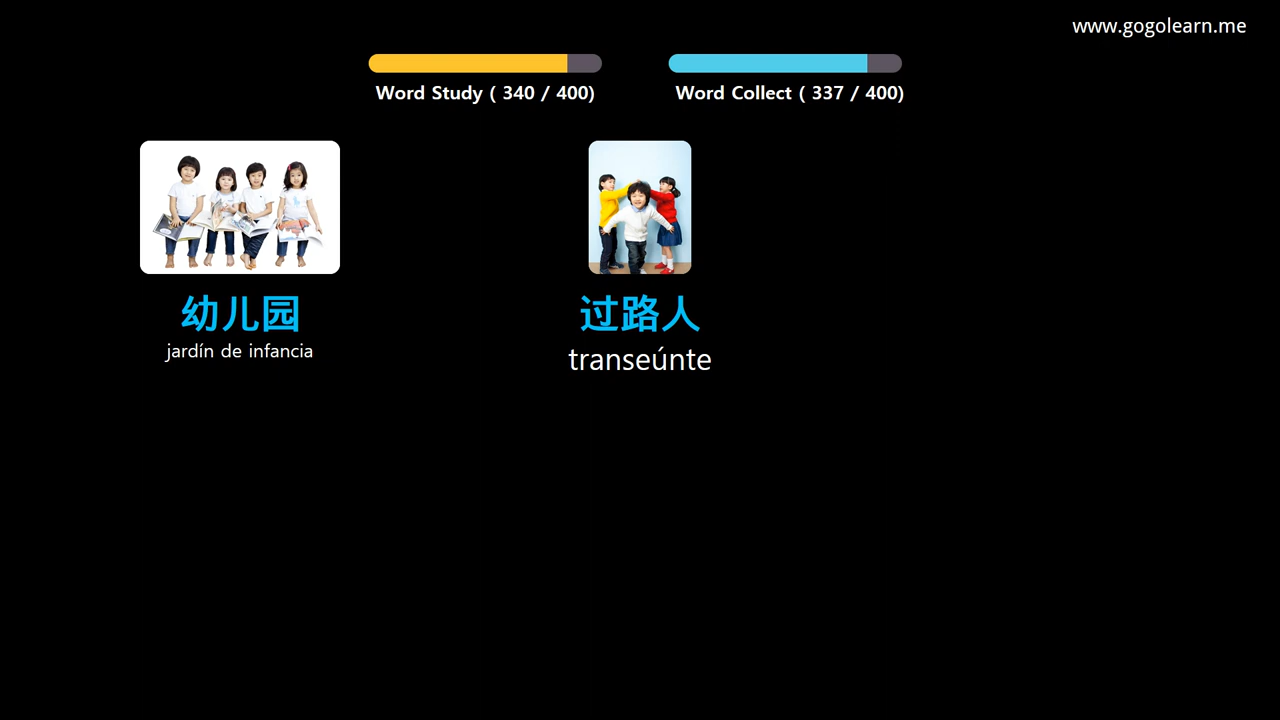 www.gogolearn.me
Word Study ( 340 / 400)
Word Collect ( 337 / 400)
幼儿园
jardín de infancia
过路人
transeúnte